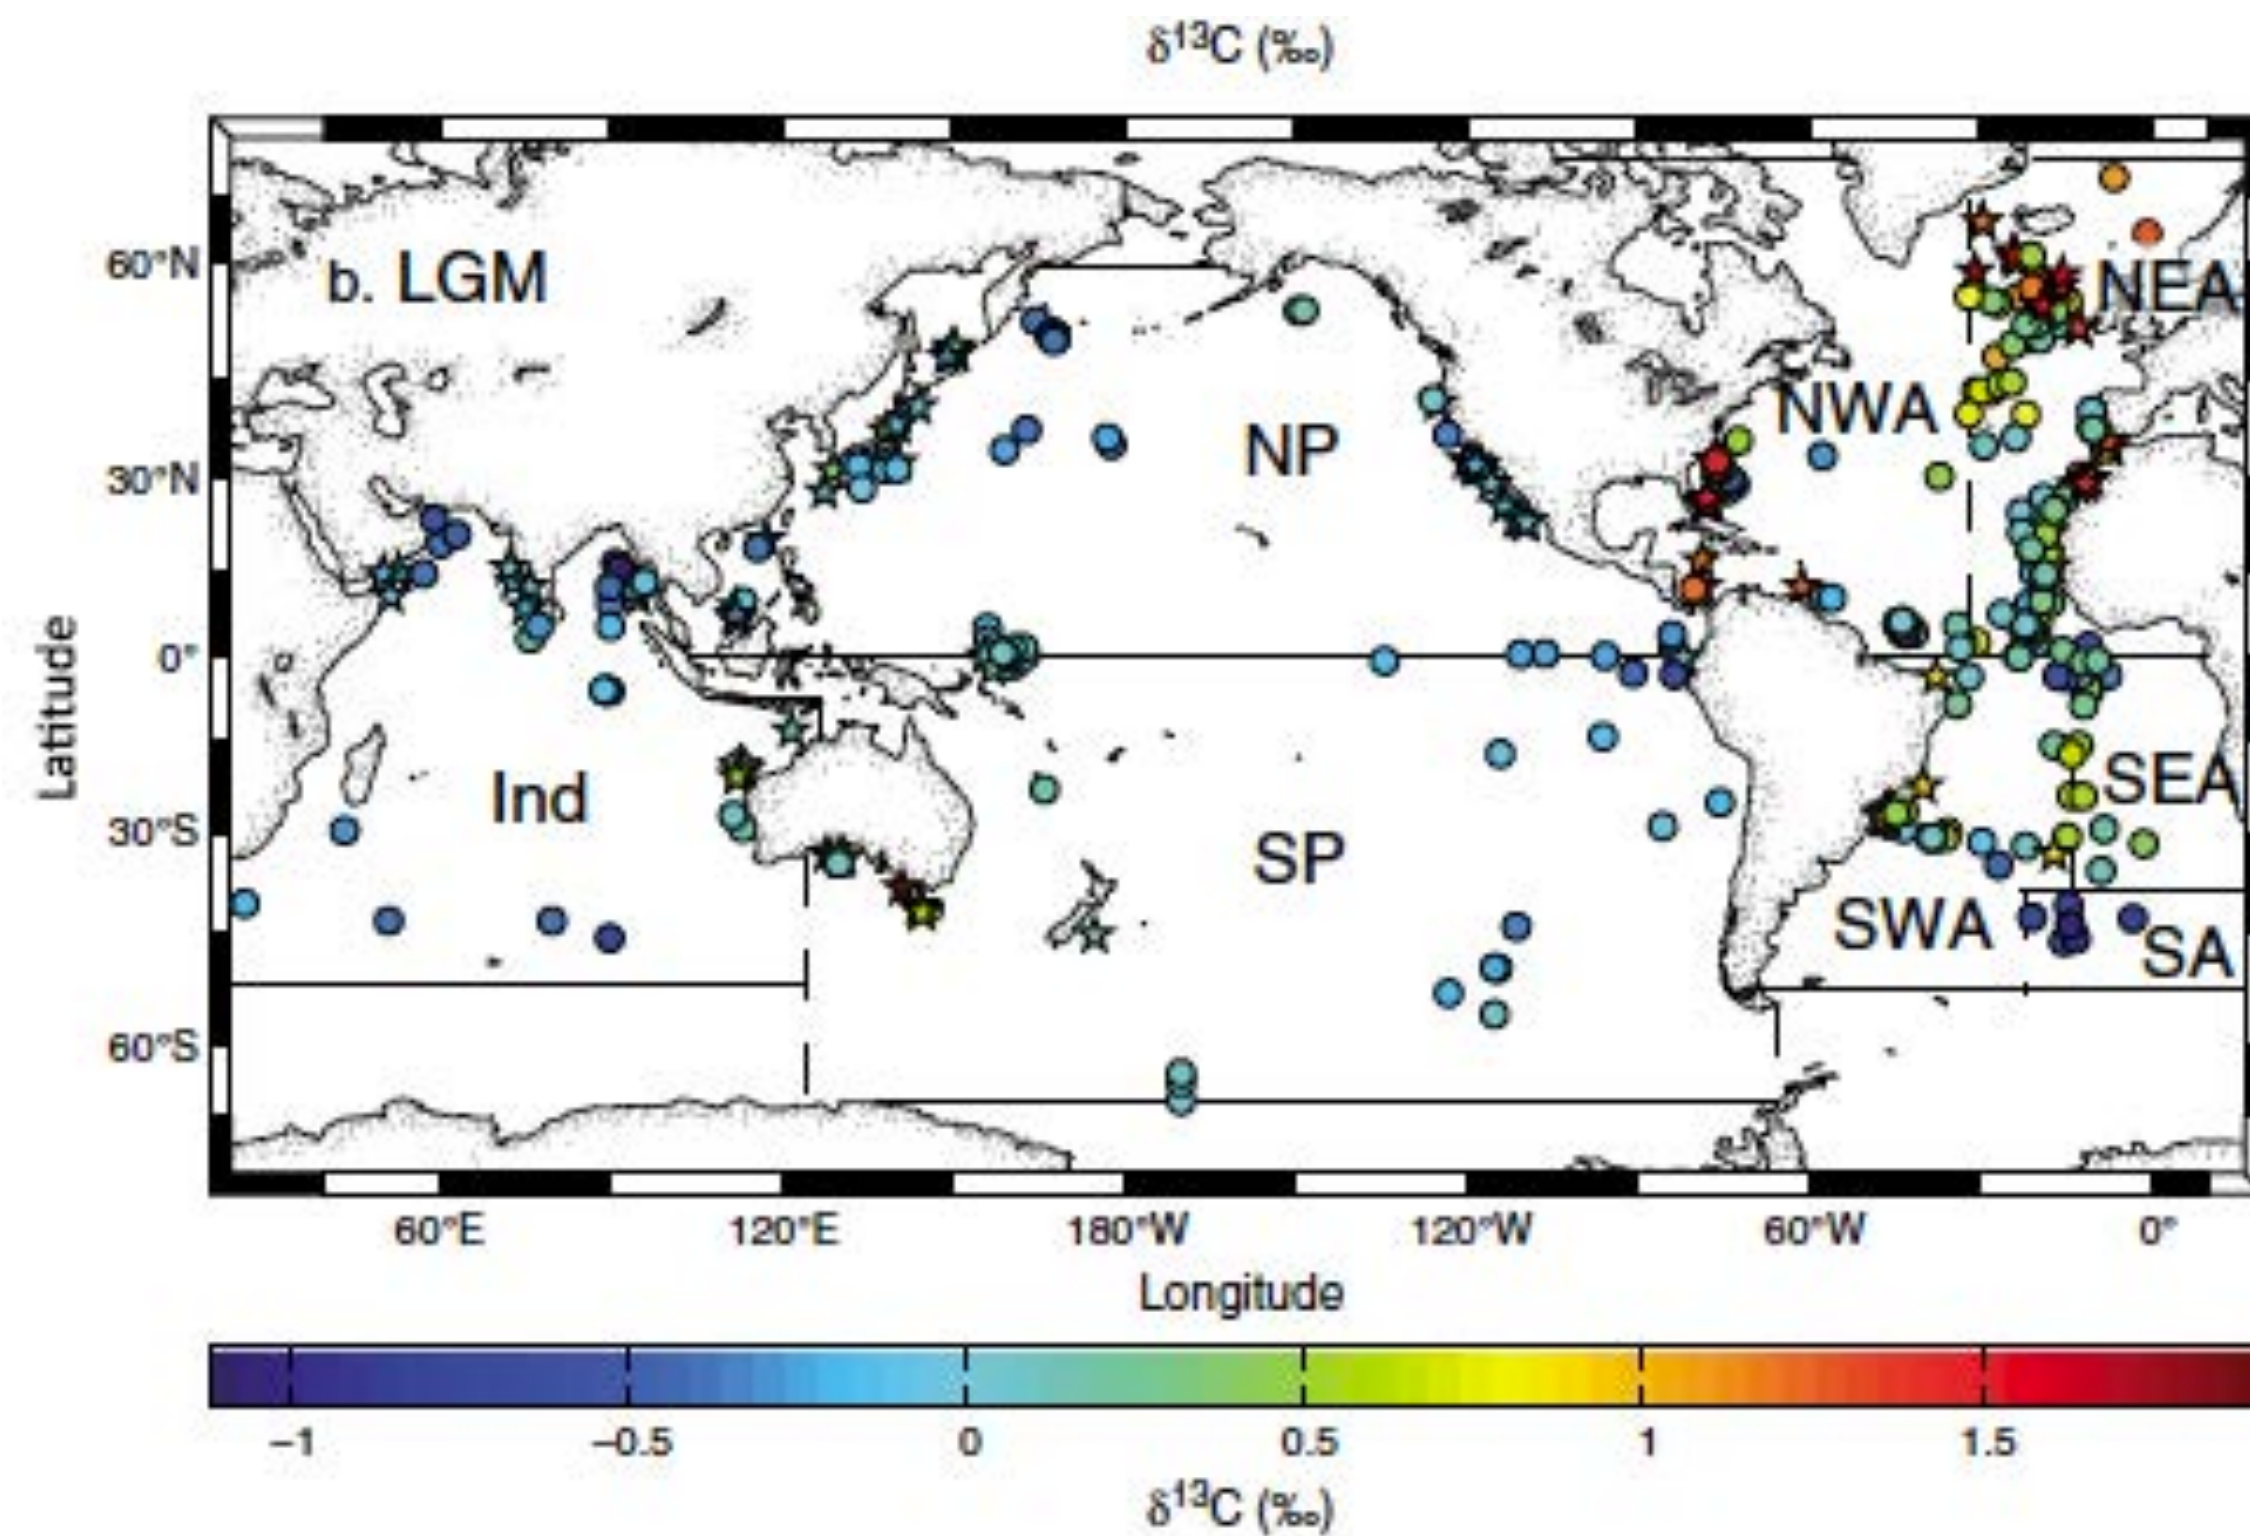 δ13C (‰)
b. LGM
60°N
30°N
0°
30°S
60°S
Latitude
NEA
NWA
NP
Ind
SP
SEA
SWA
SA
60°E
120°E
180°W
120°W
60°W
0°
Longitude
–1
–0.5
0
0.5
1
1.5
δ13C (‰)